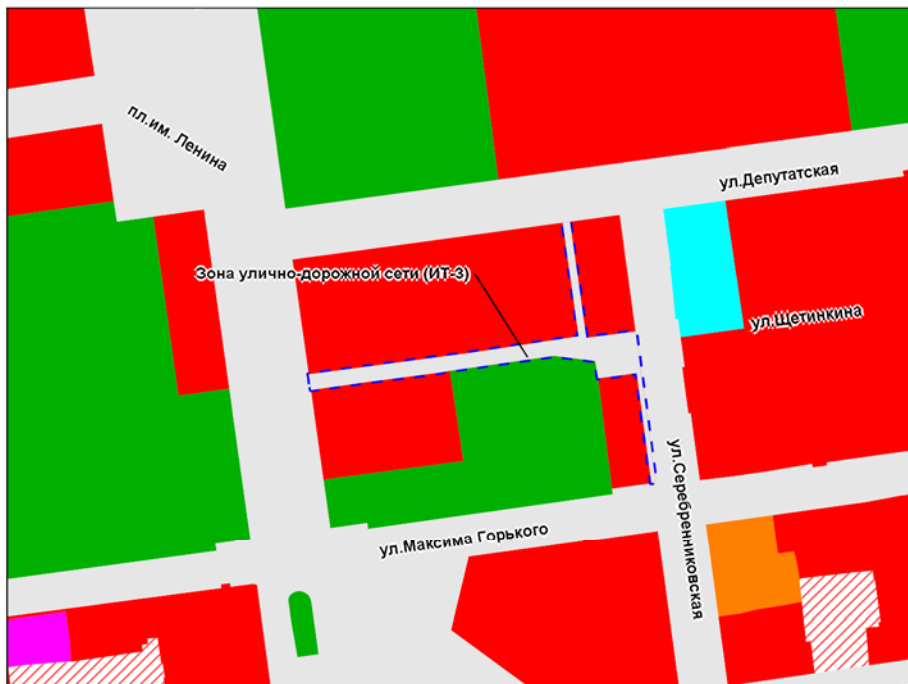 пл.им. Ленина
ул.Депутатская
Зона улично-дорожной сети (ИТ-3)
ул.Щетинкина
ул.Серебренниковская
ул.Максима Горького